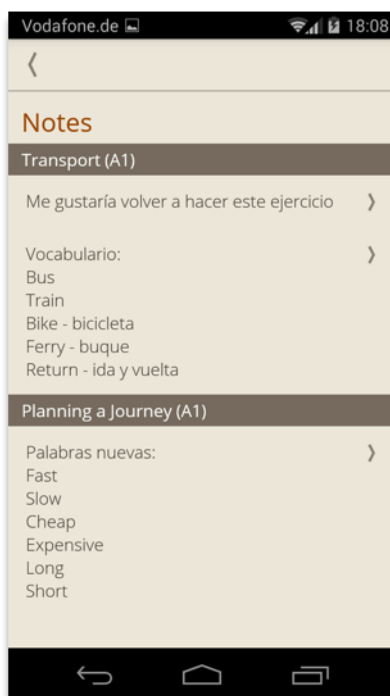 Vodafone.de 18:08
Notes
Transport (A1)
Me gustaría volver a hacer este ejercicio
Vocabulario:
Bus
Train
Bike - bicicleta
Ferry - buque
Return - ida y vuelta
Planning a Journey (A1)
Palabras nuevas:
Fast
Slow
Cheap
Expensive
Long
Short